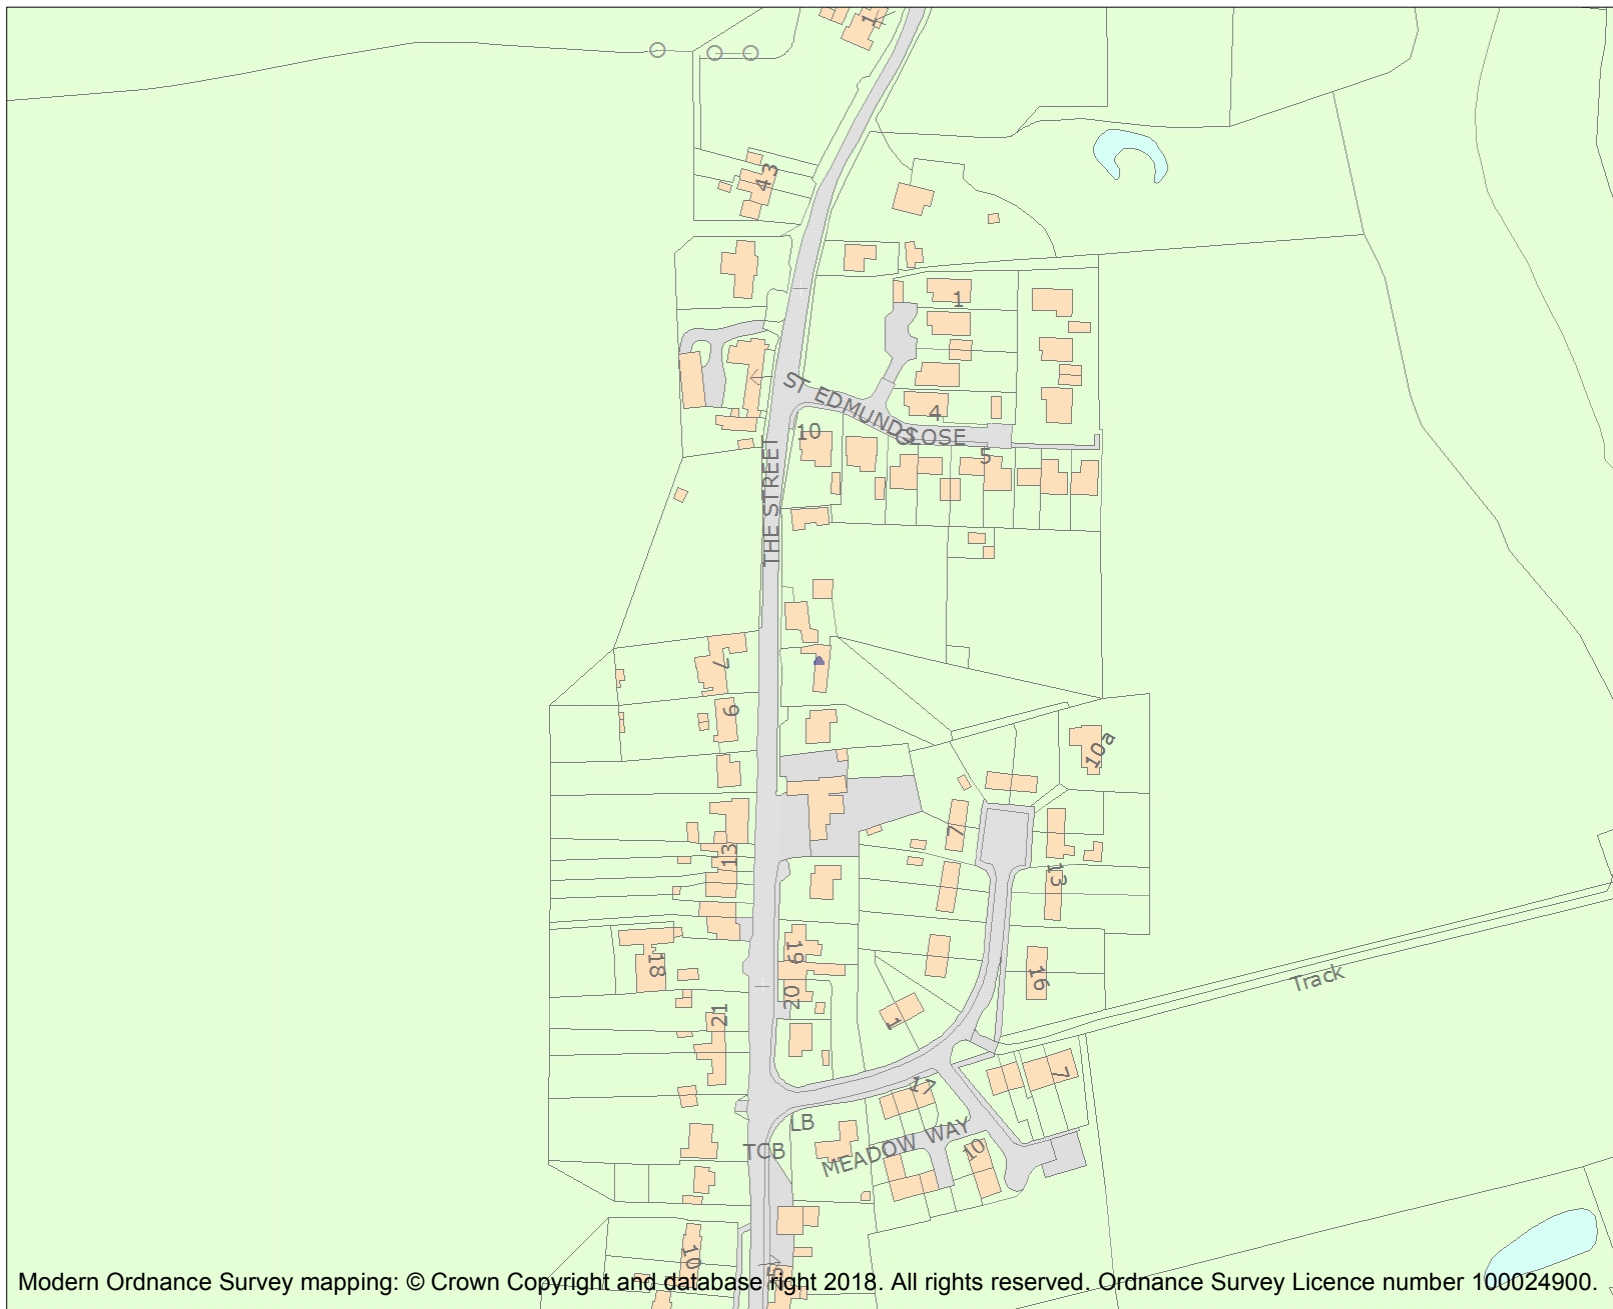 1
3
4
1
ST EDMUNDS
CLOSE
4
10
5
THE STREET
7
6
10a
7
13
13
18
19
16
20
Track
21
1
17
7
LB
TCB
MEADOW WAY
10
10
Modern Ordnance Survey mapping: © Crown Copyright and database right 2018. All rights reserved. Ordnance Survey Licence number 100024900.